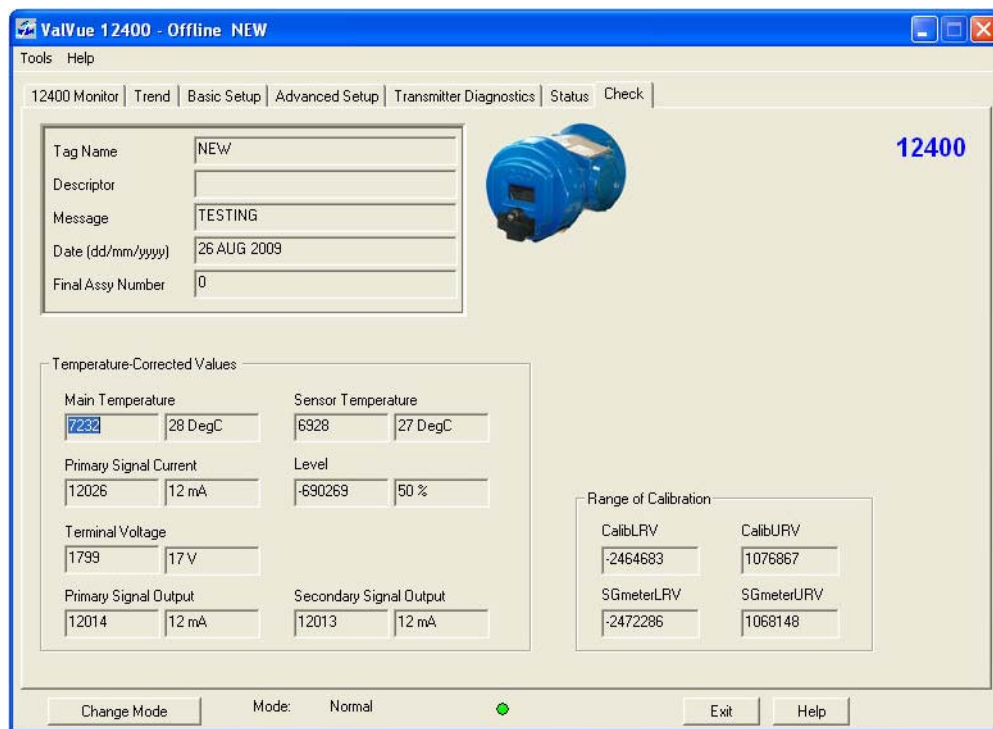 ValVue 12400 - Offline NEW
Tools Help
12400 Monitor Trend Basic Setup Advanced Setup Transmitter Diagnostics Status Check
Tag Name NEW
12400
Descriptor
Message TESTING
Date (dd/mm/yyyy) 26 AUG 2009
Final Assy Number 0
Temperature-Corrected Values
Main Temperature Sensor Temperature
7232 28 DegC 6928 27 DegC
Primary Signal Current Level
12026 12 mA -690269 50 %
Terminal Voltage
1799 17 V
Primary Signal Output Secondary Signal Output
12014 12 mA 12013 12 mA
Range of Calibration
CalibLRV CalibURV
-2464683 1076867
SGmeterLRV SGmeterURV
-2472286 1068148
Change Mode Mode: Normal Exit Help